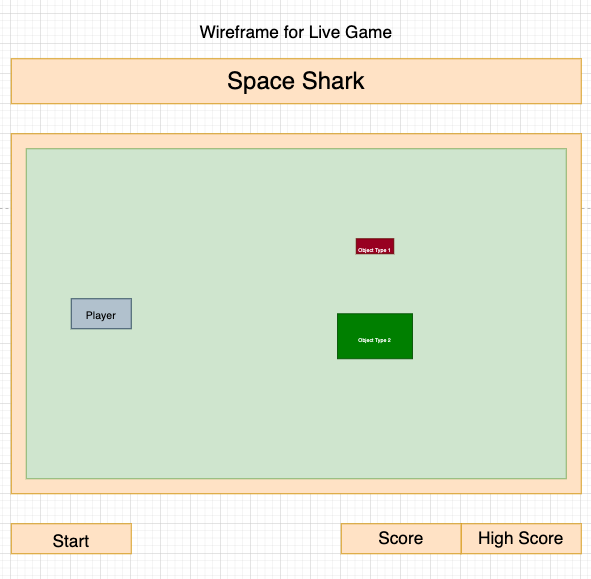 Wireframe for Live Game
Space Shark
Object Type 1
Player
Object Type 2
Start
Score
High Score